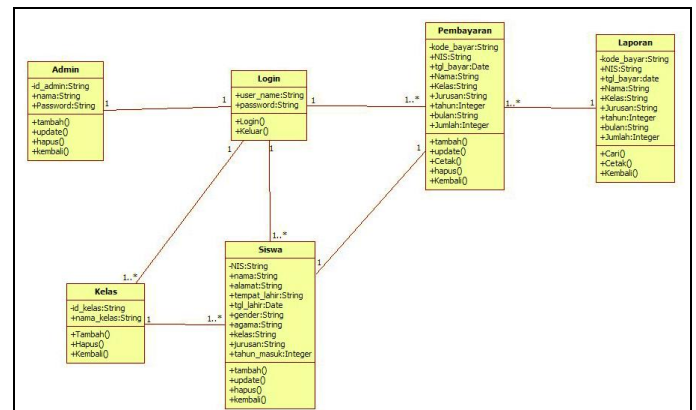 Admin
-id_admin:String
+nama:String
+Password:String
+tambah()
+update()
+hapus()
+kembali()
1
1
Login
+user_name:String
+password:String
+Login()
+Keluar()
1
1..*
Pembayaran
-kode_bayar:String
+NIS:String
+tgl_bayar:Date
+Nama:String
+Kelas:String
+Jurusan:String
+tahun:Integer
+bulan:String
+Jumlah:Integer
+tambah()
+update()
+Cetak()
+hapus()
+Kembali()
1..*
1
Laporan
-kode_bayar:String
+NIS:String
+tgl_bayar:date
+Nama:String
+Kelas:String
+Jurusan:String
+tahun:Integer
+bulan:String
+Jumlah:Integer
+Cari()
+Cetak()
+Kembali()
1
1
1
1..*
1..*
1
Kelas
-id_kelas:String
+nama_kelas:String
+Tambah()
+Hapus()
+Kembali()
1
1..*
Siswa
-NIS:String
+nama:String
+alamat:String
+tempat_lahir:String
+tgl_lahir:Date
+gender:String
+agama:String
+kelas:String
+jurusan:String
+tahun_masuk:Integer
+tambah()
+update()
+hapus()
+kembali()